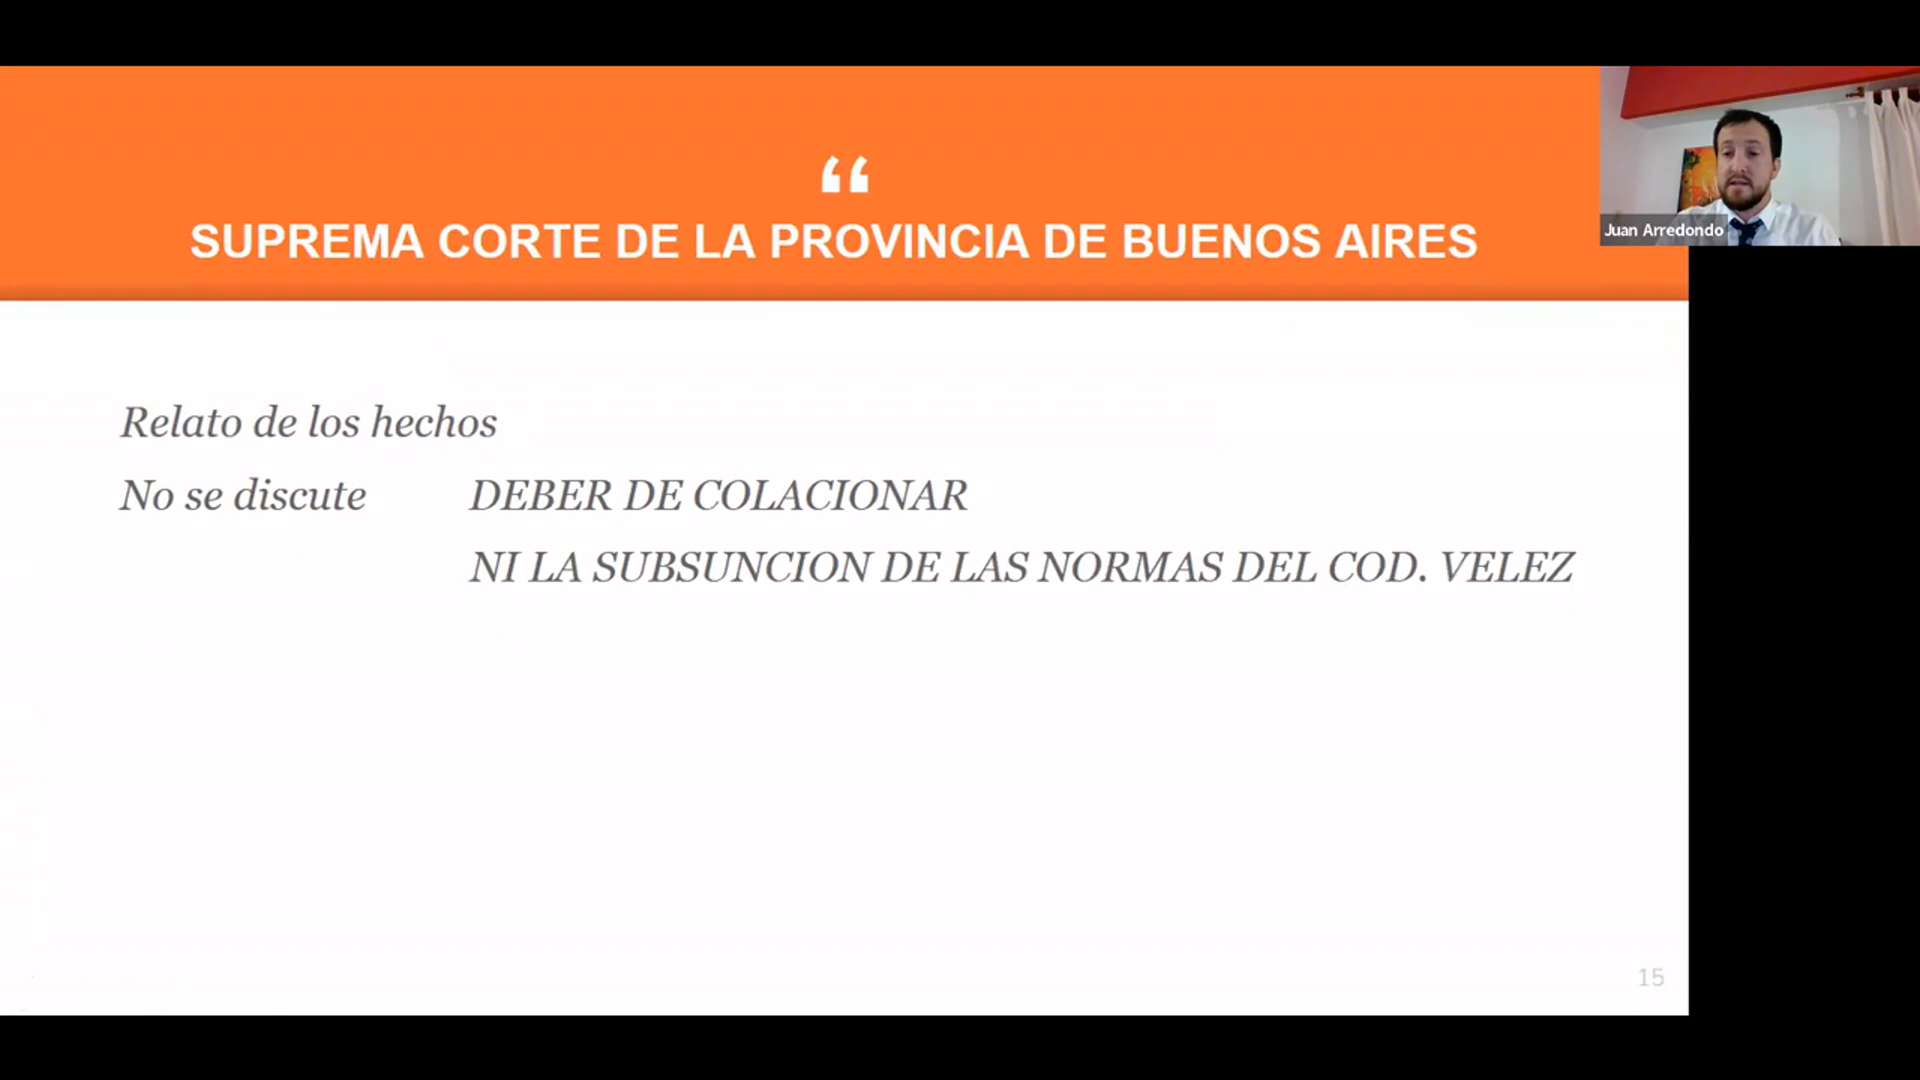 “
SUPREMA CORTE DE LA PROVINCIA DE BUENOS AIRES
Juan Arredondo
Relato de los hechos
No se discute DEBER DE COLACIONAR
NI LA SUBSUNCION DE LAS NORMAS DEL COD. VELEZ
15